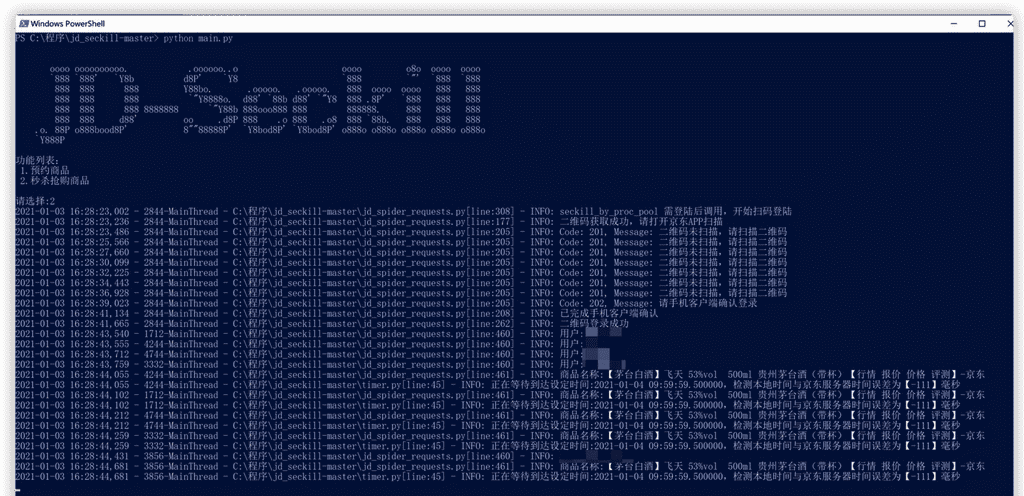 Windows PowerShell
PS C:\程序\jd_seckill-master> python main.py
JD-Seckill
功能列表:
1.预约商品
2.秒杀抢购商品
请选择:2
2021-01-03 16:28:23,002 - 2844-MainThread - C:\程序\jd_seckill-master\jd_spider_requests.py[line:308] - INFO: seckill_by_proc_pool 需登陆后调用，开始扫码登陆
2021-01-03 16:28:23,236 - 2844-MainThread - C:\程序\jd_seckill-master\jd_spider_requests.py[line:177] - INFO: 二维码获取成功，请打开京东APP扫描
2021-01-03 16:28:23,486 - 2844-MainThread - C:\程序\jd_seckill-master\jd_spider_requests.py[line:205] - INFO: Code: 201, Message: 二维码未扫描，请扫描二维码
2021-01-03 16:28:25,566 - 2844-MainThread - C:\程序\jd_seckill-master\jd_spider_requests.py[line:205] - INFO: Code: 201, Message: 二维码未扫描，请扫描二维码
2021-01-03 16:28:27,660 - 2844-MainThread - C:\程序\jd_seckill-master\jd_spider_requests.py[line:205] - INFO: Code: 201, Message: 二维码未扫描，请扫描二维码
2021-01-03 16:28:30,099 - 2844-MainThread - C:\程序\jd_seckill-master\jd_spider_requests.py[line:205] - INFO: Code: 201, Message: 二维码未扫描，请扫描二维码
2021-01-03 16:28:32,225 - 2844-MainThread - C:\程序\jd_seckill-master\jd_spider_requests.py[line:205] - INFO: Code: 201, Message: 二维码未扫描，请扫描二维码
2021-01-03 16:28:34,443 - 2844-MainThread - C:\程序\jd_seckill-master\jd_spider_requests.py[line:205] - INFO: Code: 201, Message: 二维码未扫描，请扫描二维码
2021-01-03 16:28:36,928 - 2844-MainThread - C:\程序\jd_seckill-master\jd_spider_requests.py[line:205] - INFO: Code: 201, Message: 二维码未扫描，请扫描二维码
2021-01-03 16:28:39,023 - 2844-MainThread - C:\程序\jd_seckill-master\jd_spider_requests.py[line:205] - INFO: Code: 202, Message: 请手机客户端确认登录
2021-01-03 16:28:41,134 - 2844-MainThread - C:\程序\jd_seckill-master\jd_spider_requests.py[line:208] - INFO: 已完成手机客户端确认
2021-01-03 16:28:41,665 - 2844-MainThread - C:\程序\jd_seckill-master\jd_spider_requests.py[line:262] - INFO: 二维码登录成功
2021-01-03 16:28:43,540 - 1712-MainThread - C:\程序\jd_seckill-master\jd_spider_requests.py[line:460] - INFO: 用户:
2021-01-03 16:28:43,555 - 4244-MainThread - C:\程序\jd_seckill-master\jd_spider_requests.py[line:460] - INFO: 用户:
2021-01-03 16:28:43,712 - 4744-MainThread - C:\程序\jd_seckill-master\jd_spider_requests.py[line:460] - INFO: 用户:
2021-01-03 16:28:43,759 - 3332-MainThread - C:\程序\jd_seckill-master\jd_spider_requests.py[line:460] - INFO: 用户:
2021-01-03 16:28:44,055 - 4244-MainThread - C:\程序\jd_seckill-master\jd_spider_requests.py[line:461] - INFO: 商品名称:【茅台白酒】飞天 53%vol 500ml 贵州茅台酒（带杯）【行情 报价 价格 评测】-京东
2021-01-03 16:28:44,055 - 4244-MainThread - C:\程序\jd_seckill-master\timer.py[line:45] - INFO: 正在等待到达设定时间:2021-01-04 09:59:59.500000，检测本地时间与京东服务器时间误差为【-111】毫秒
2021-01-03 16:28:44,102 - 1712-MainThread - C:\程序\jd_seckill-master\jd_spider_requests.py[line:461] - INFO: 商品名称:【茅台白酒】飞天 53%vol 500ml 贵州茅台酒（带杯）【行情 报价 价格 评测】-京东
2021-01-03 16:28:44,102 - 1712-MainThread - C:\程序\jd_seckill-master\timer.py[line:45] - INFO: 正在等待到达设定时间:2021-01-04 09:59:59.500000，检测本地时间与京东服务器时间误差为【-111】毫秒
2021-01-03 16:28:44,212 - 4744-MainThread - C:\程序\jd_seckill-master\jd_spider_requests.py[line:461] - INFO: 商品名称:【茅台白酒】飞天 53%vol 500ml 贵州茅台酒（带杯）【行情 报价 价格 评测】-京东
2021-01-03 16:28:44,212 - 4744-MainThread - C:\程序\jd_seckill-master\timer.py[line:45] - INFO: 正在等待到达设定时间:2021-01-04 09:59:59.500000，检测本地时间与京东服务器时间误差为【-111】毫秒
2021-01-03 16:28:44,259 - 3332-MainThread - C:\程序\jd_seckill-master\jd_spider_requests.py[line:461] - INFO: 商品名称:【茅台白酒】飞天 53%vol 500ml 贵州茅台酒（带杯）【行情 报价 价格 评测】-京东
2021-01-03 16:28:44,259 - 3332-MainThread - C:\程序\jd_seckill-master\timer.py[line:45] - INFO: 正在等待到达设定时间:2021-01-04 09:59:59.500000，检测本地时间与京东服务器时间误差为【-111】毫秒
2021-01-03 16:28:44,431 - 3856-MainThread - C:\程序\jd_seckill-master\jd_spider_requests.py[line:460] - INFO:
2021-01-03 16:28:44,681 - 3856-MainThread - C:\程序\jd_seckill-master\jd_spider_requests.py[line:461] - INFO: 商品名称:【茅台白酒】飞天 53%vol 500ml 贵州茅台酒（带杯）【行情 报价 价格 评测】-京东
2021-01-03 16:28:44,681 - 3856-MainThread - C:\程序\jd_seckill-master\timer.py[line:45] - INFO: 正在等待到达设定时间:2021-01-04 09:59:59.500000，检测本地时间与京东服务器时间误差为【-111】毫秒